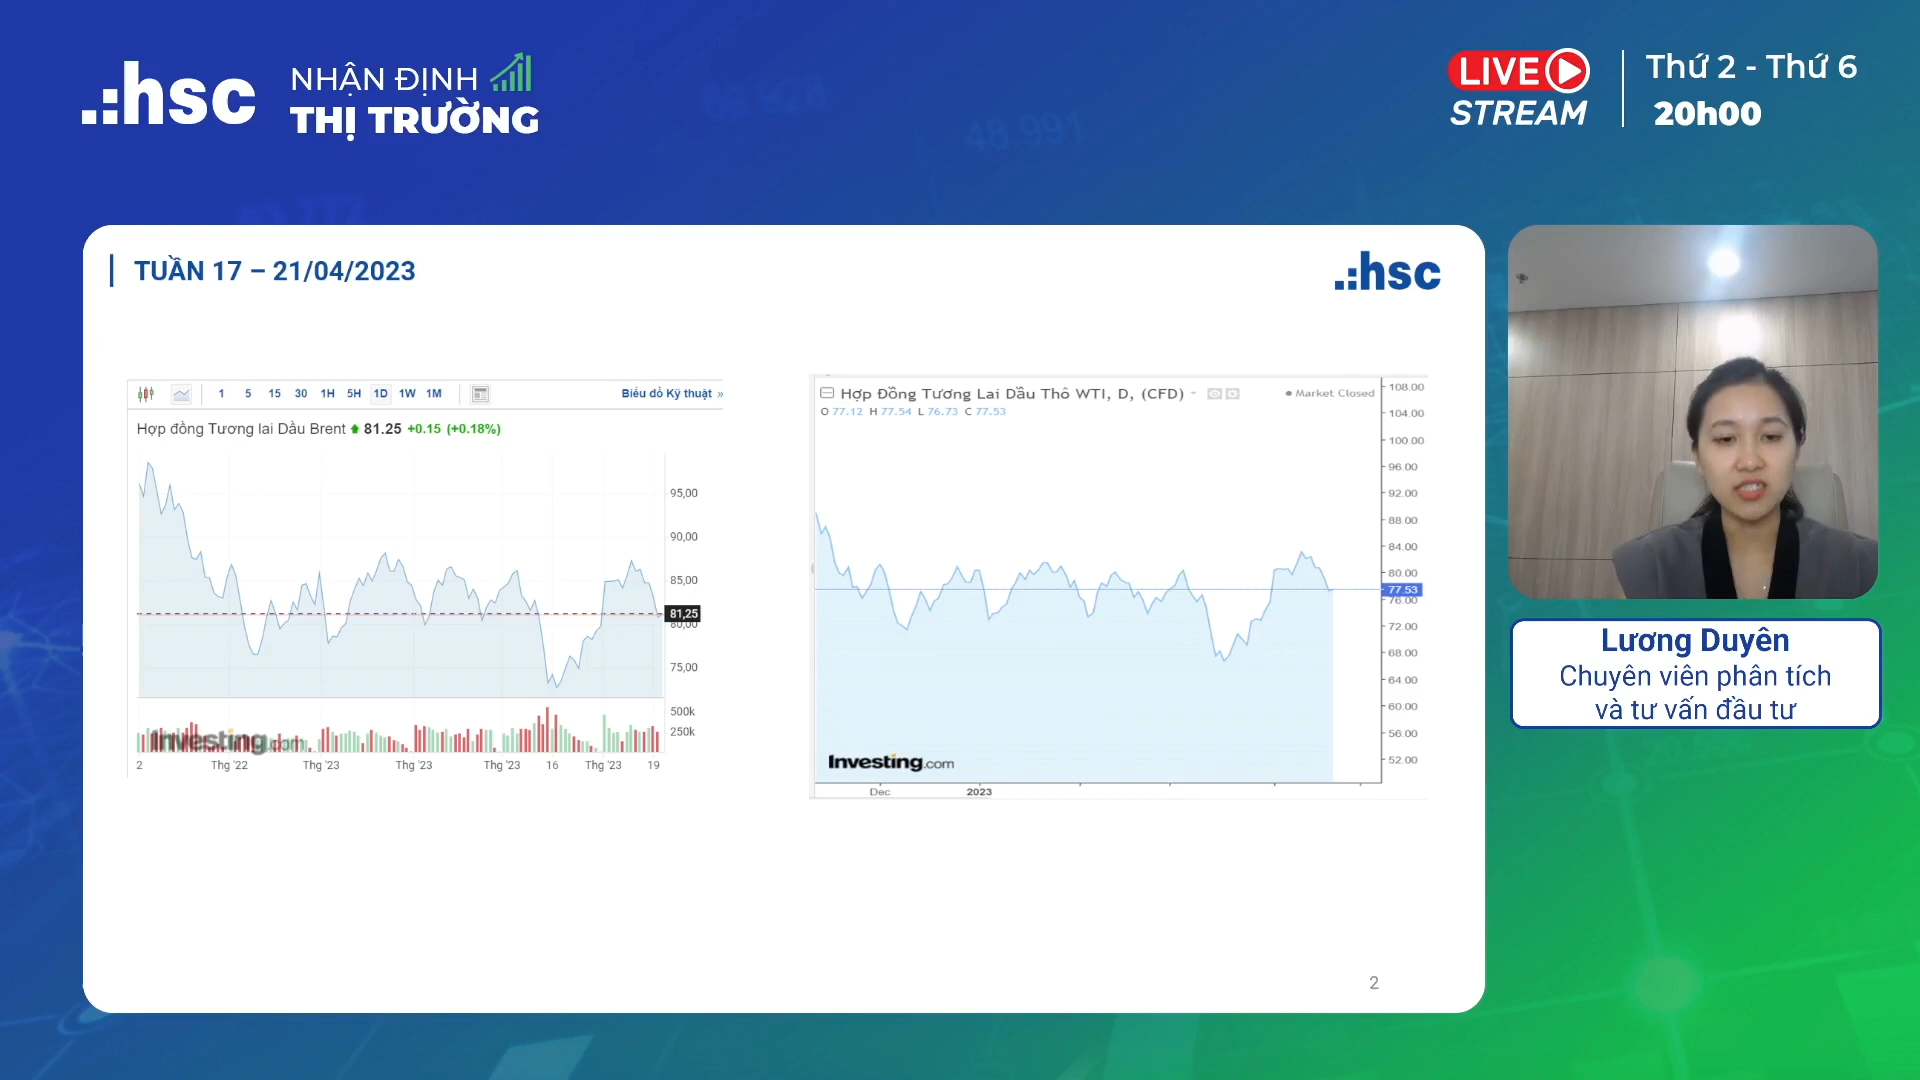 .:hsc
NHẬN ĐỊNH
THỊ TRƯỜNG
LIVE
STREAM
Thứ 2 - Thứ 6
20h00
TUẦN 17 – 21/04/2023
.:hsc
1 5 15 30 1H 5H 1D 1W 1M
Biểu đồ Kỹ thuật »
Hợp đồng Tương lai Dầu Brent 81.25 +0.15 (+0.18%)
95,00
90,00
85,00
81,25
80,00
75,00
500k
250k
Investing.com
2 Thg '22 Thg '23 Thg '23 Thg '23 16 Thg '23 19
Hợp Đồng Tương Lai Dầu Thô WTI, D, (CFD)
Market Closed
O 77.12 H 77.54 L 76.73 C 77.53
108.00
104.00
100.00
96.00
92.00
88.00
84.00
80.00
77.53
76.00
72.00
68.00
64.00
60.00
56.00
52.00
Investing.com
Dec 2023
2
Lương Duyên
Chuyên viên phân tích
và tư vấn đầu tư